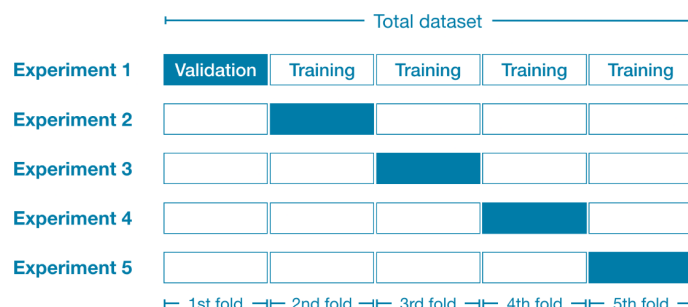 Total dataset
Experiment 1 Validation Training Training Training Training
Experiment 2
Experiment 3
Experiment 4
Experiment 5
1st fold 2nd fold 3rd fold 4th fold 5th fold